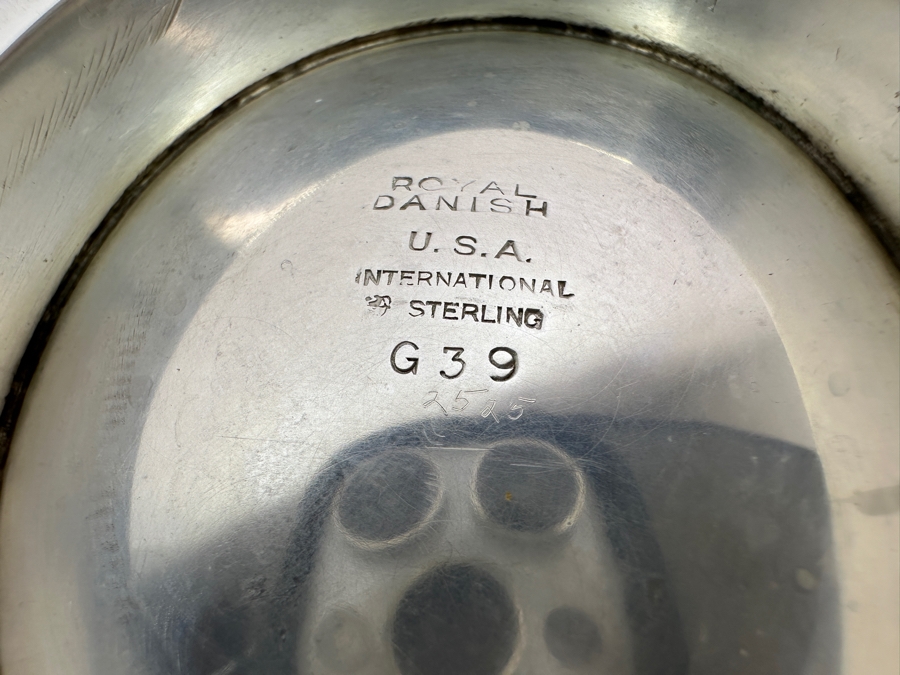 ROYAL
DANISH
U.S.A.
INTERNATIONAL
STERLING
G39
2525